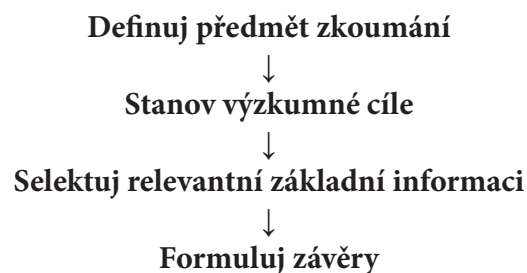 Definuj předmět zkoumání
↓
Stanov výzkumné cíle
↓
Selektuj relevantní základní informaci
↓
Formuluj závěry